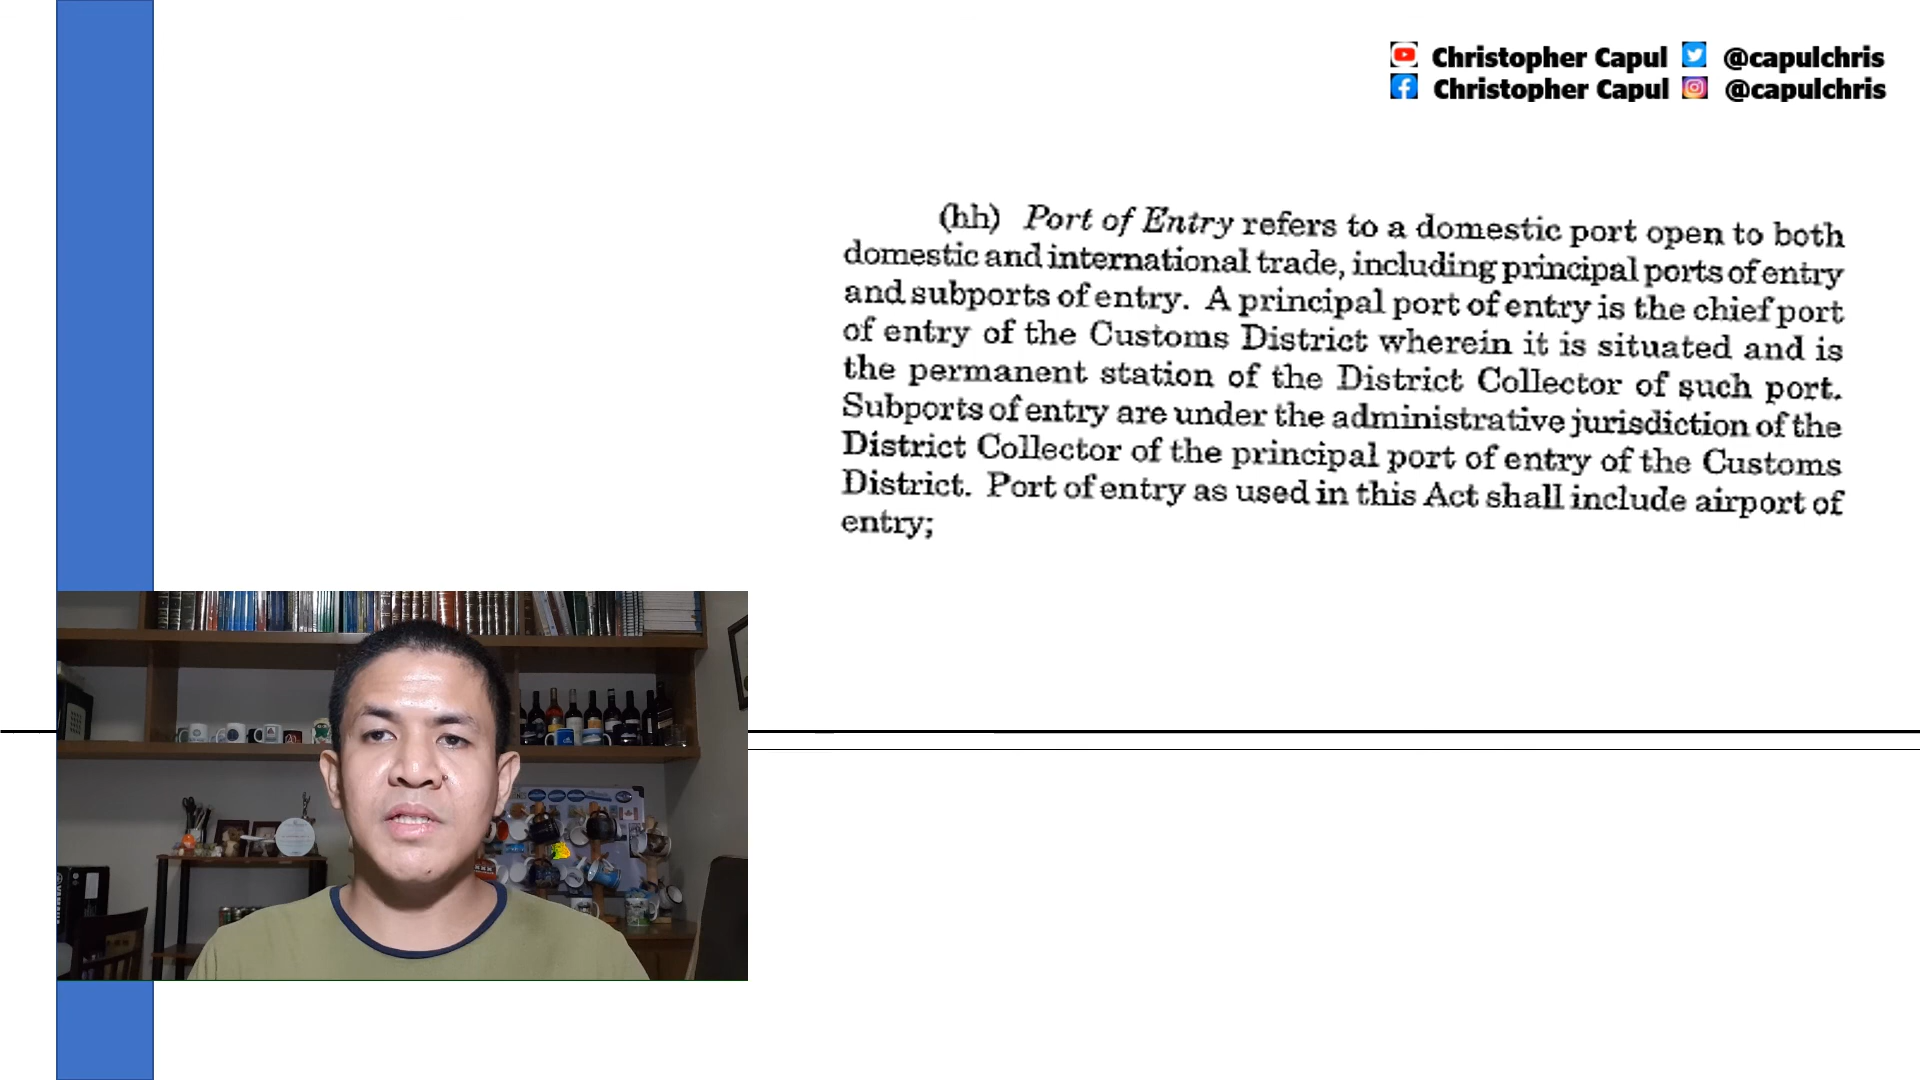 Christopher Capul @capulchris
Christopher Capul @capulchris
(hh) Port of Entry refers to a domestic port open to both
domestic and international trade, including principal ports of entry
and subports of entry. A principal port of entry is the chief port
of entry of the Customs District wherein it is situated and is
the permanent station of the District Collector of such port.
Subports of entry are under the administrative jurisdiction of the
District Collector of the principal port of entry of the Customs
District. Port of entry as used in this Act shall include airport of
entry;